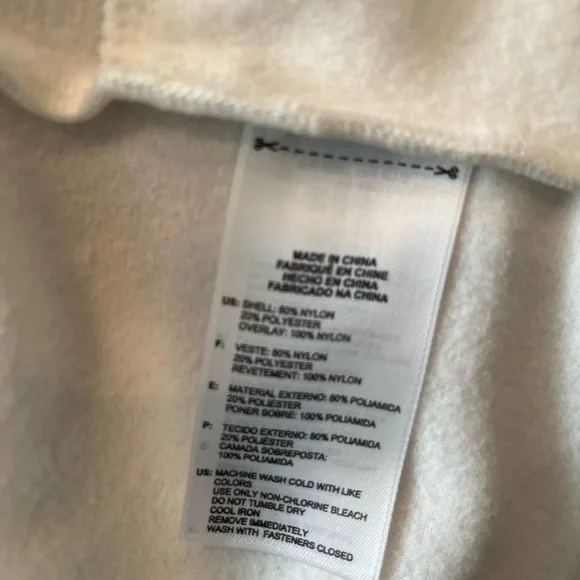 MADE IN CHINA
FABRIQUÉ EN CHINE
HECHO EN CHINA
FABRICADO NA CHINA
US: SHELL: 80% NYLON
20% POLYESTER
OVERLAY: 100% NYLON
F: VESTE: 80% NYLON
20% POLYESTER
REVETEMENT: 100% NYLON
E: MATERIAL EXTERNO: 80% POLIAMIDA
20% POLIESTER
PONER SOBRE: 100% POLIAMIDA
P: TECIDO EXTERNO: 80% POLIAMIDA
20% POLIÉSTER
CAMADA SOBREPOSTA:
100% POLIAMIDA
US: MACHINE WASH COLD WITH LIKE
COLORS
USE ONLY NON-CHLORINE BLEACH
DO NOT TUMBLE DRY
COOL IRON
REMOVE IMMEDIATELY
WASH WITH FASTENERS CLOSED